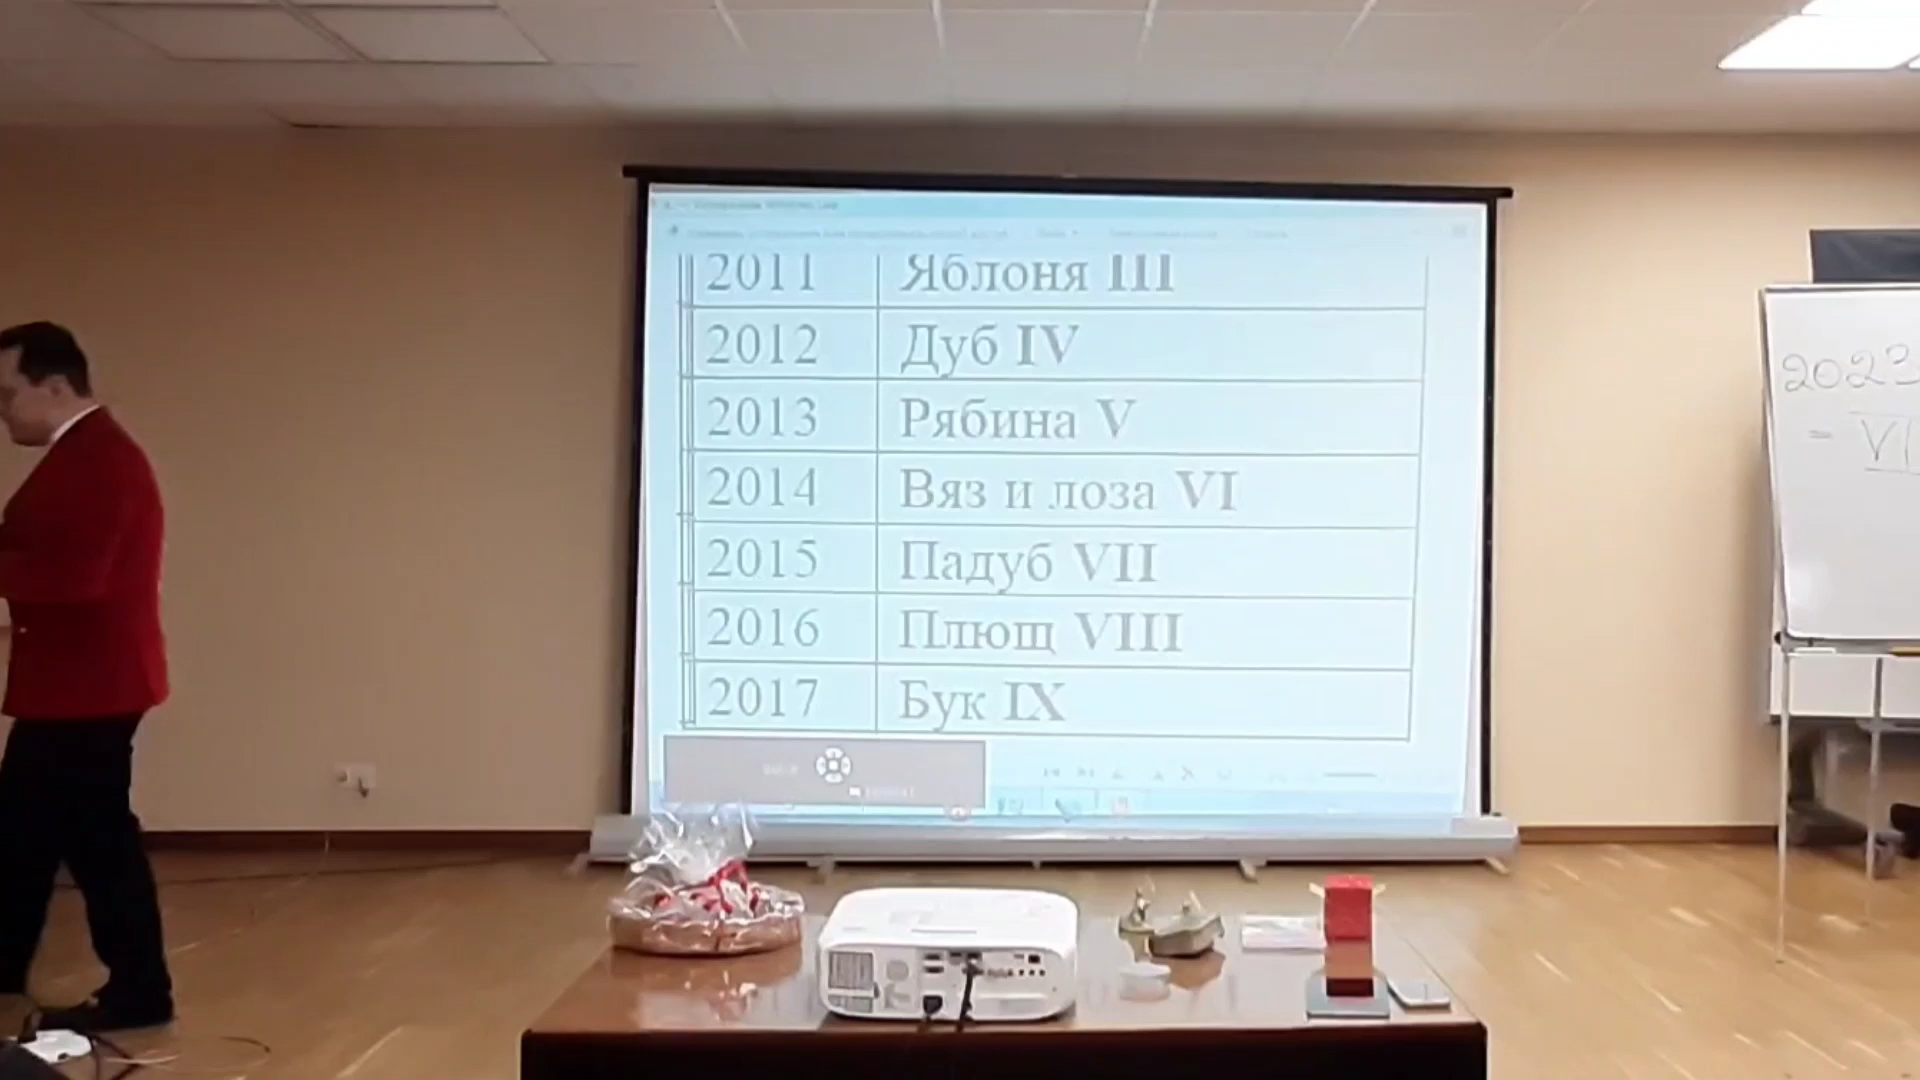 2011 Яблоня III
2012 Дуб IV
2013 Рябина V
2014 Вяз и лоза VI
2015 Падуб VII
2016 Плющ VIII
2017 Бук IX
2023
= VI